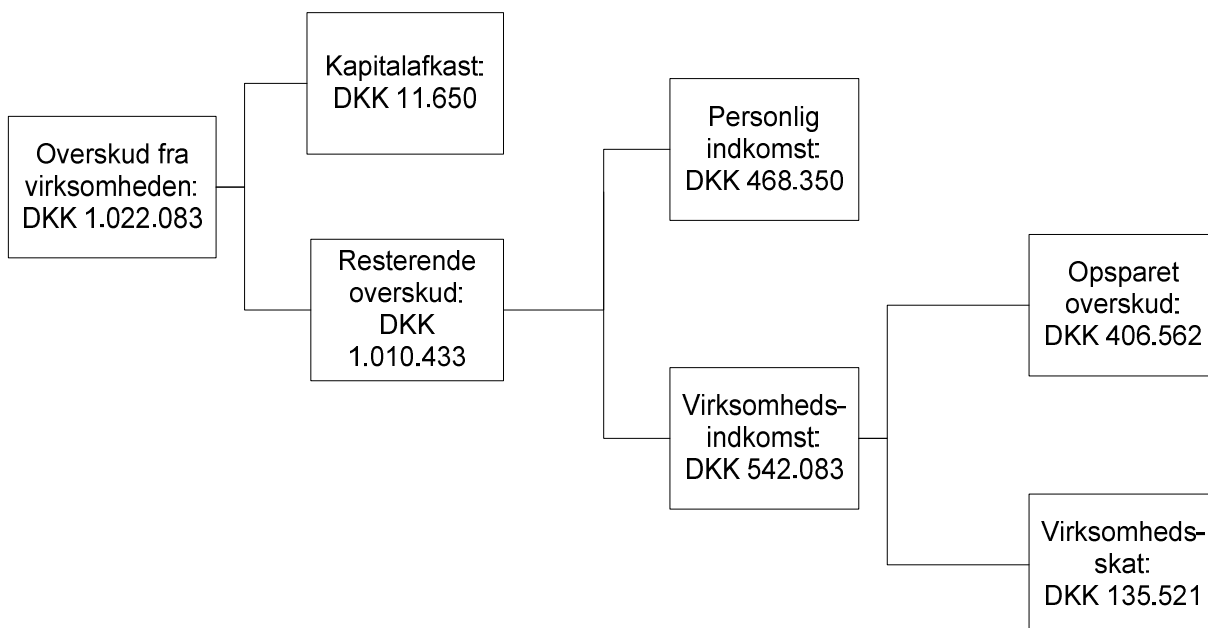 Overskud fra
virksomheden:
DKK 1.022.083
Kapitalafkast:
DKK 11.650
Resterende
overskud:
DKK
1.010.433
Personlig
indkomst:
DKK 468.350
Virksomheds-
indkomst:
DKK 542.083
Opsparet
overskud:
DKK 406.562
Virksomheds-
skat:
DKK 135.521